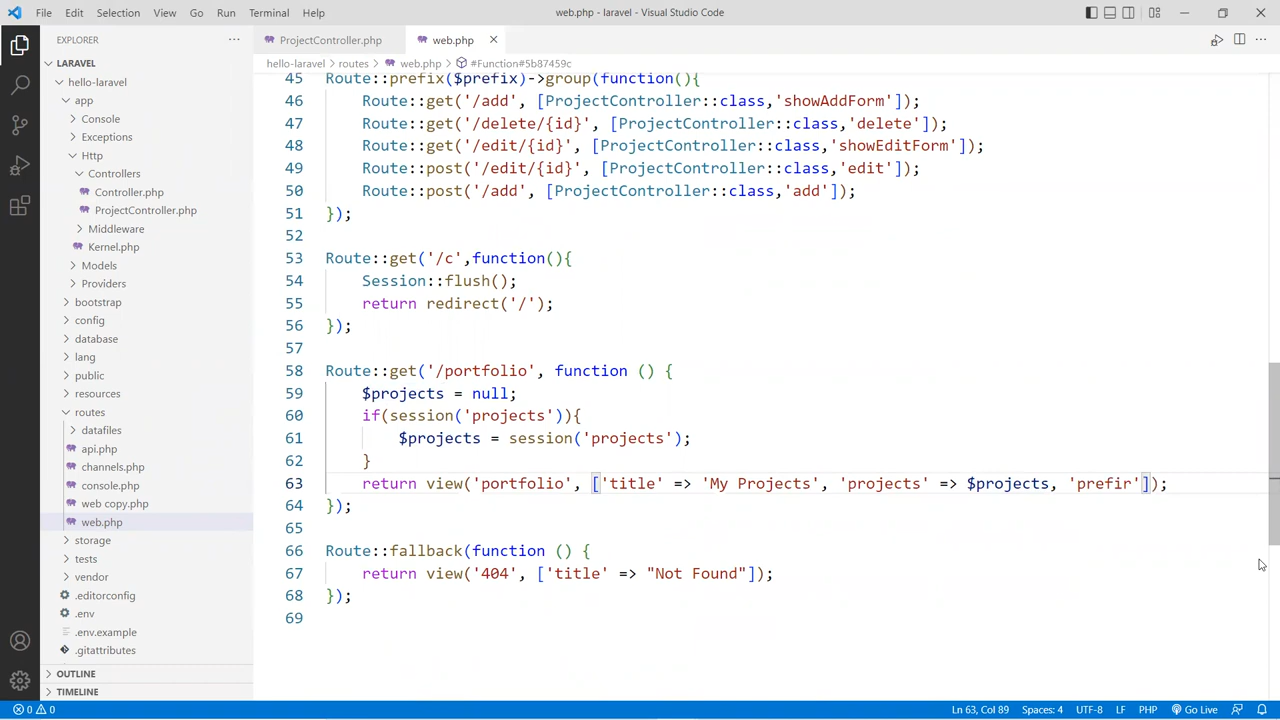 File Edit Selection View Go Run Terminal Help
web.php - laravel - Visual Studio Code
EXPLORER
LARAVEL
hello-laravel
app
Console
Exceptions
Http
Controllers
Controller.php
ProjectController.php
Middleware
Kernel.php
Models
Providers
bootstrap
config
database
lang
public
resources
routes
datafiles
api.php
channels.php
console.php
web copy.php
web.php
storage
tests
vendor
.editorconfig
.env
.env.example
.gitattributes
OUTLINE
TIMELINE
ProjectController.php web.php
hello-laravel > routes > web.php > #Function#5b87459c
45 Route::prefix($prefix)->group(function(){
46 Route::get('/add', [ProjectController::class,'showAddForm']);
47 Route::get('/delete/{id}', [ProjectController::class,'delete']);
48 Route::get('/edit/{id}', [ProjectController::class,'showEditForm']);
49 Route::post('/edit/{id}', [ProjectController::class,'edit']);
50 Route::post('/add', [ProjectController::class,'add']);
51 });
52
53 Route::get('/c',function(){
54 Session::flush();
55 return redirect('/');
56 });
57
58 Route::get('/portfolio', function () {
59 $projects = null;
60 if(session('projects')){
61 $projects = session('projects');
62 }
63 return view('portfolio', ['title' => 'My Projects', 'projects' => $projects, 'prefir']);
64 });
65
66 Route::fallback(function () {
67 return view('404', ['title' => "Not Found"]);
68 });
69
0 0 Ln 63, Col 89 Spaces: 4 UTF-8 LF PHP Go Live